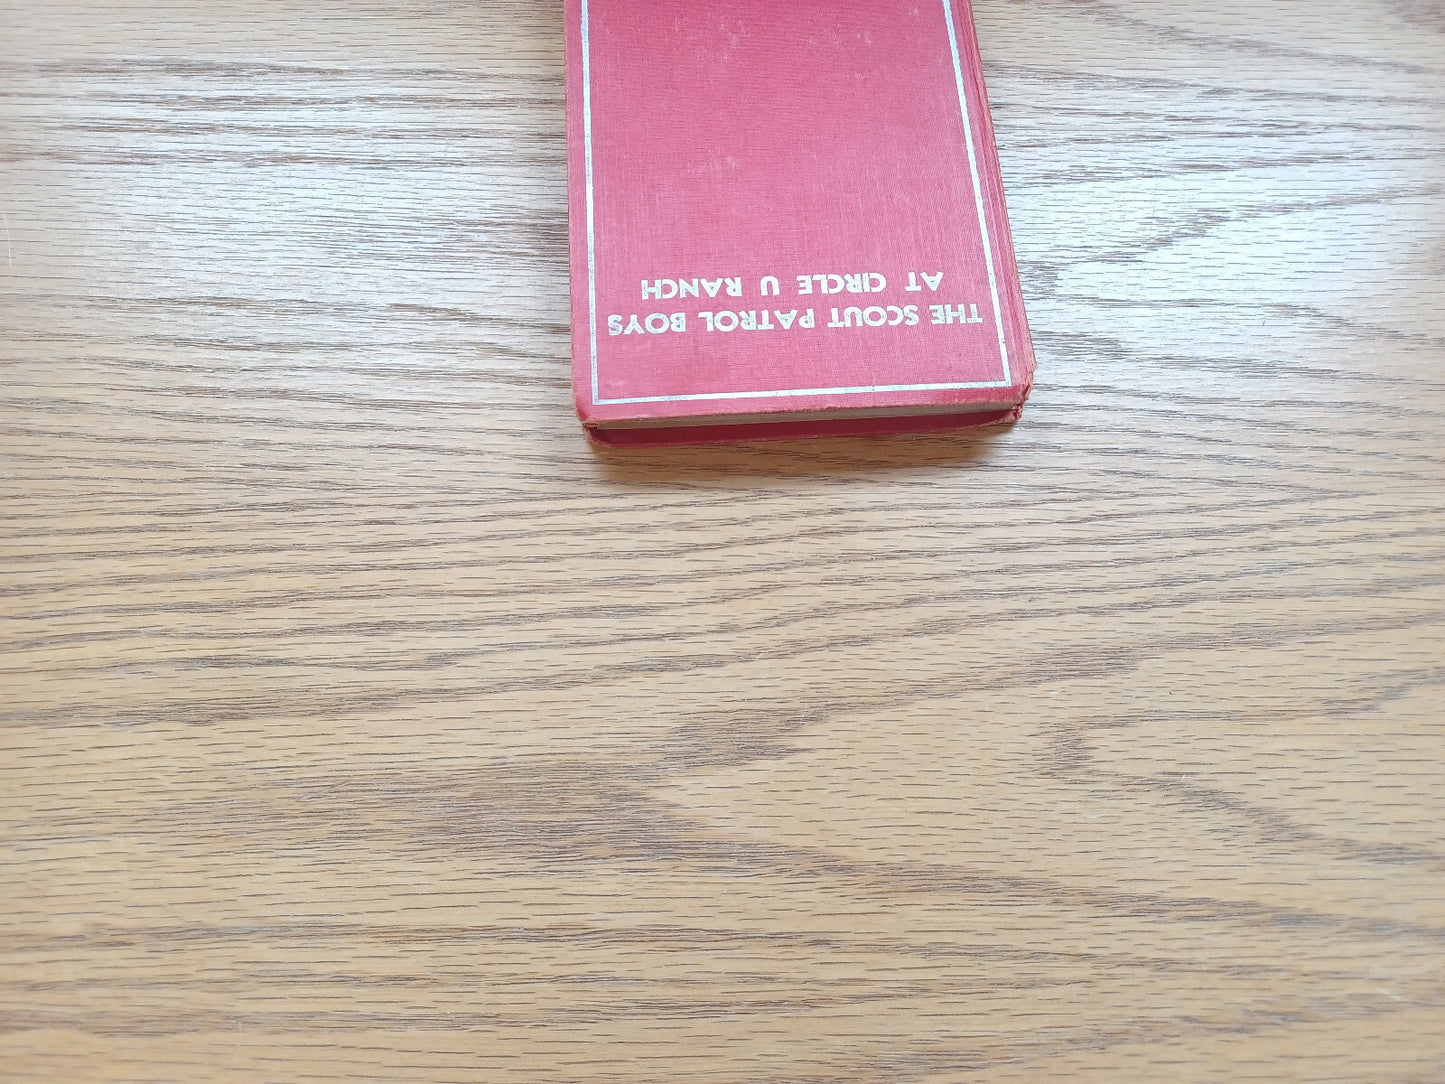 THE SCOUT PATROL BOYS
AT CIRCLE U RANCH